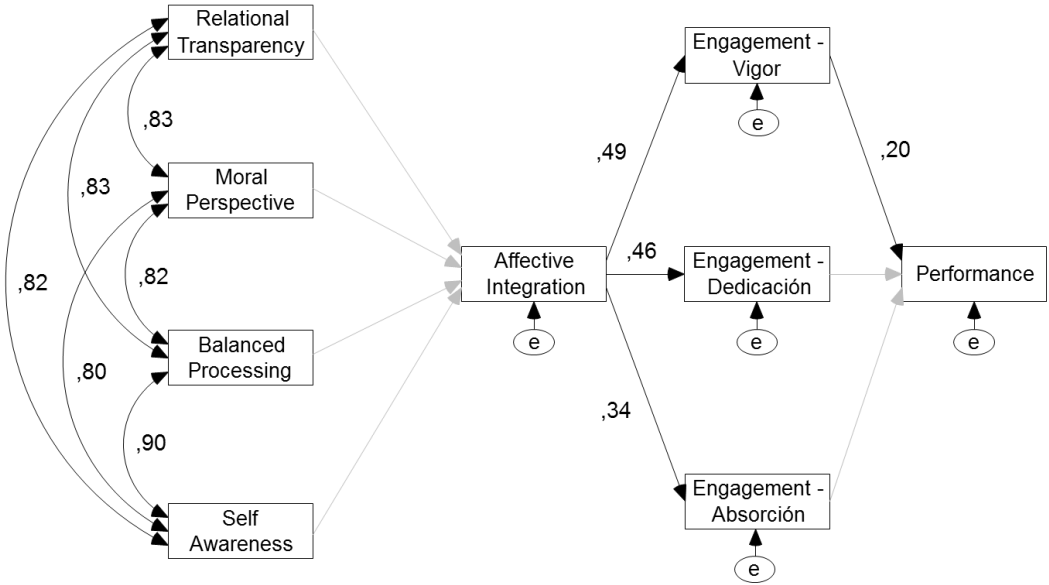 Relational
Transparency
,83
Moral
Perspective
,83
,82
,82
Balanced
Processing
,80
,90
Self
Awareness
Affective
Integration
e
,49
,46
,34
Engagement -
Vigor
e
Engagement -
Dedicación
e
Engagement -
Absorción
e
,20
Performance
e